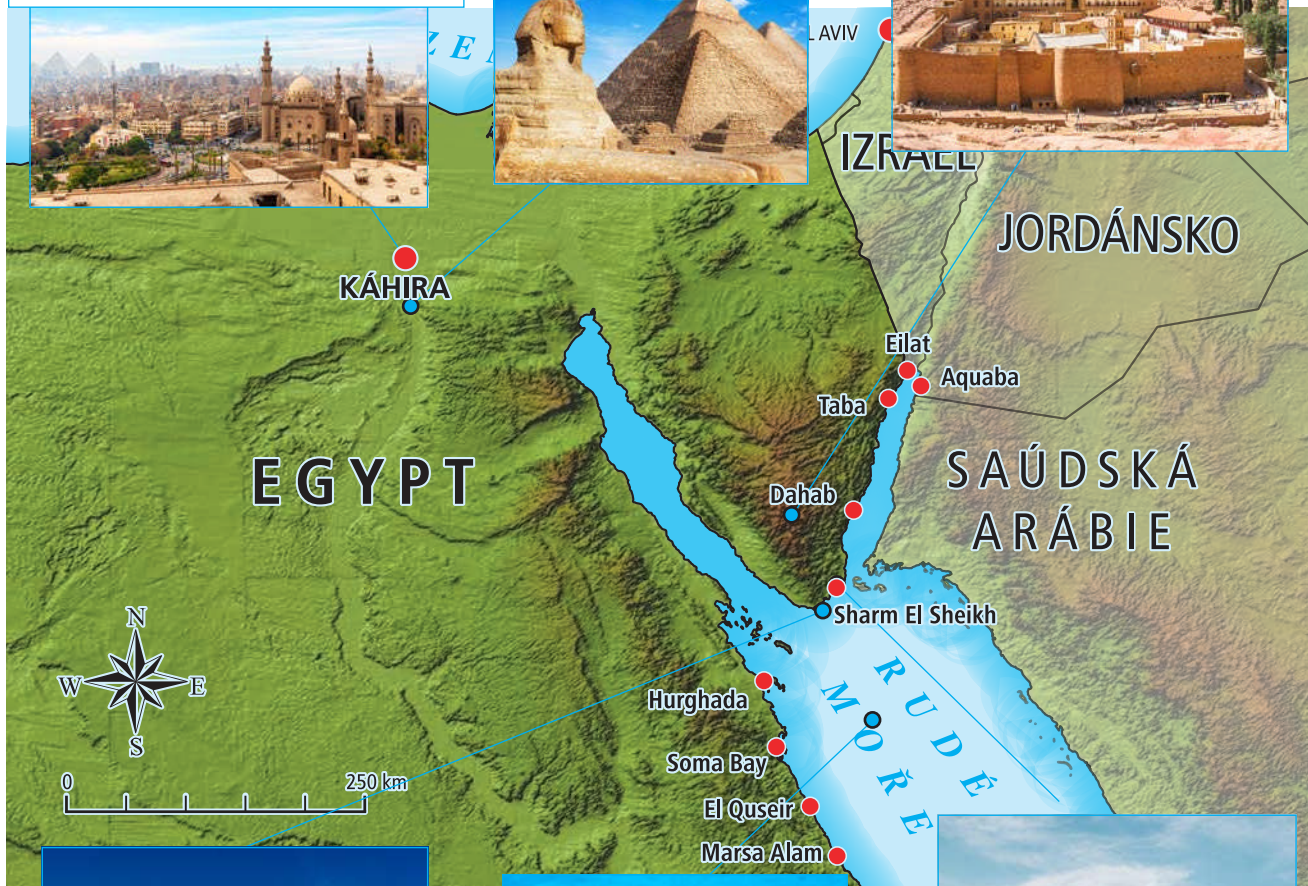 AVIV
IZRAEL
JORDÁNSKO
KÁHIRA
Eilat
Aquaba
Taba
EGYPT
SAÚDSKÁ
ARÁBIE
Dahab
Sharm El Sheikh
N
W E
S
RUDÉ
MOŘE
Hurghada
Soma Bay
0 250 km
El Quseir
Marsa Alam